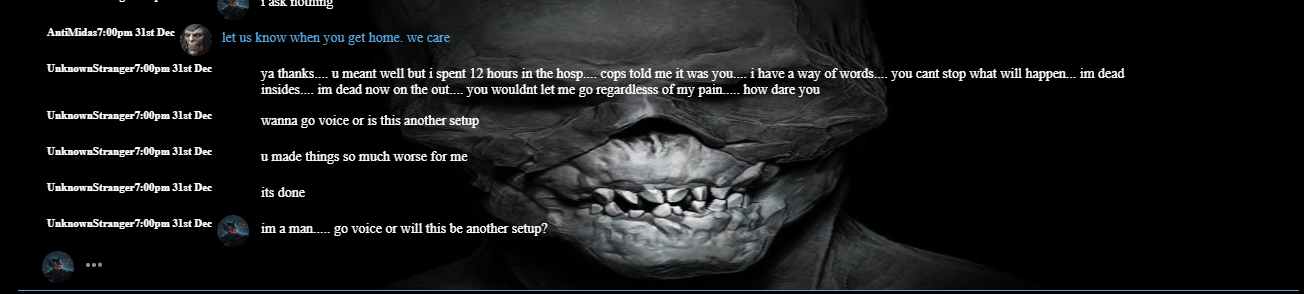 i ask nothing
AntiMidas7:00pm 31st Dec
let us know when you get home. we care
UnknownStranger7:00pm 31st Dec
ya thanks.... u meant well but i spent 12 hours in the hosp.... cops told me it was you.... i have a way of words.... you cant stop what will happen... im dead
insides.... im dead now on the out.... you wouldnt let me go regardlesss of my pain..... how dare you
UnknownStranger7:00pm 31st Dec
wanna go voice or is this another setup
UnknownStranger7:00pm 31st Dec
u made things so much worse for me
UnknownStranger7:00pm 31st Dec
its done
UnknownStranger7:00pm 31st Dec
im a man..... go voice or will this be another setup?